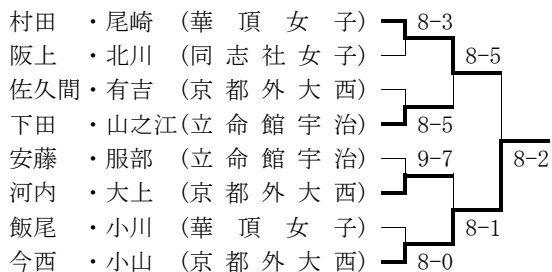 村田・尾崎 (華頂女子) 8-3
阪上・北川 (同志社女子) 8-5
佐久間・有吉 (京都外大西)
下田・山之江(立命館宇治) 8-5
安藤・服部 (立命館宇治) 9-7 8-2
河内・大上 (京都外大西)
飯尾・小川 (華頂女子) 8-1
今西・小山 (京都外大西) 8-0